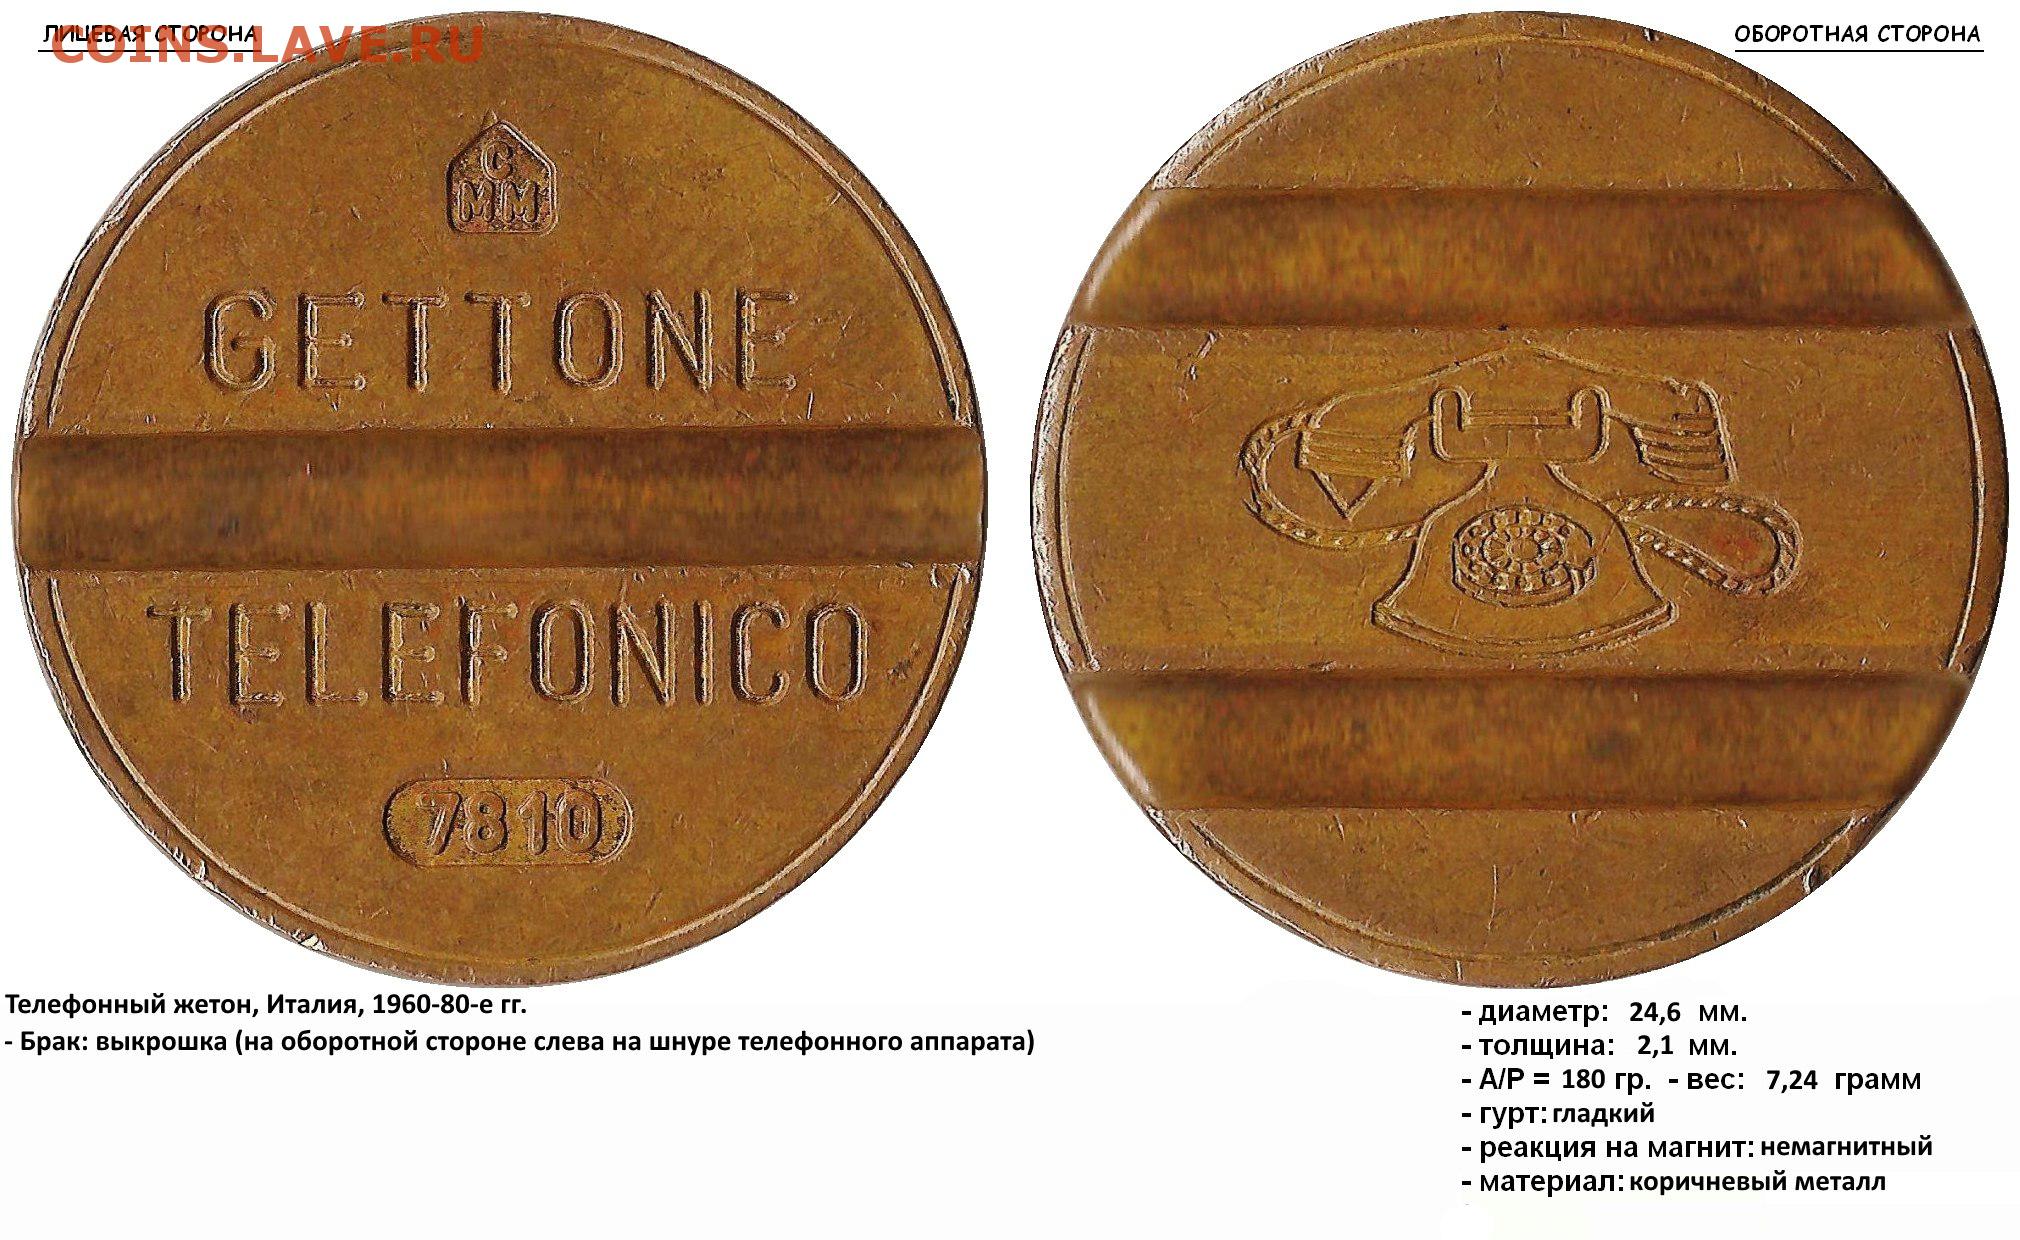 ЛИЦЕВАЯ СТОРОНА
COINS.LAVE.RU
ОБОРОТНАЯ СТОРОНА
C
MM
GETTONE
TELEFONICO
7810
Телефонный жетон, Италия, 1960-80-е гг.
- Брак: выкрошка (на оборотной стороне слева на шнуре телефонного аппарата)
- диаметр: 24,6 мм.
- толщина: 2,1 мм.
- А/Р = 180 гр. - вес: 7,24 грамм
- гурт: гладкий
- реакция на магнит: немагнитный
- материал: коричневый металл